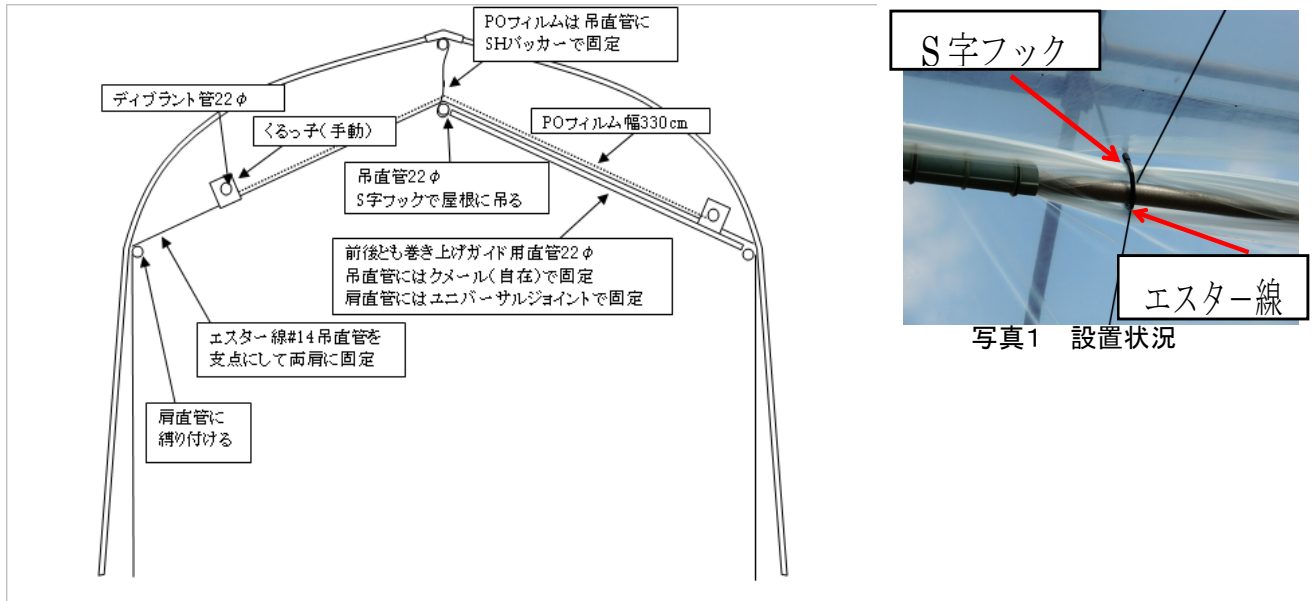 POフィルムは吊直管に
SHパッカーで固定
ディブラント管22φ
くるっ子(手動)
POフィルム幅330cm
吊直管22φ
S字フックで屋根に吊る
前後とも巻き上げガイド用直管22φ
吊直管にはクメール(自在)で固定
肩直管にはユニバーサルジョイントで固定
エスター線#14吊直管を
支点にして両肩に固定
肩直管に
縛り付ける
S字フック
エスター線
写真1 設置状況